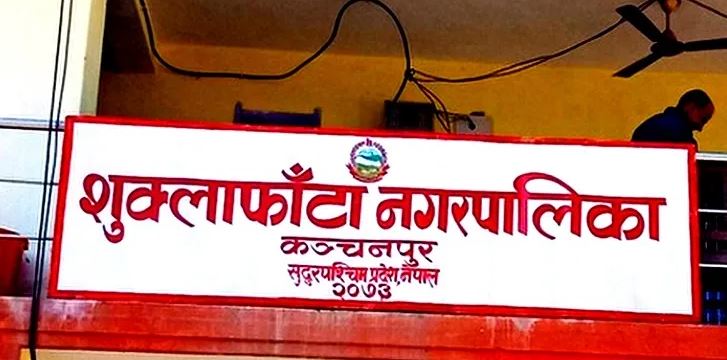 शुक्लाफाँटा नगरपालिका
कञ्चनपुर
सुदुरपश्चिम प्रदेश, नेपाल
२०७३